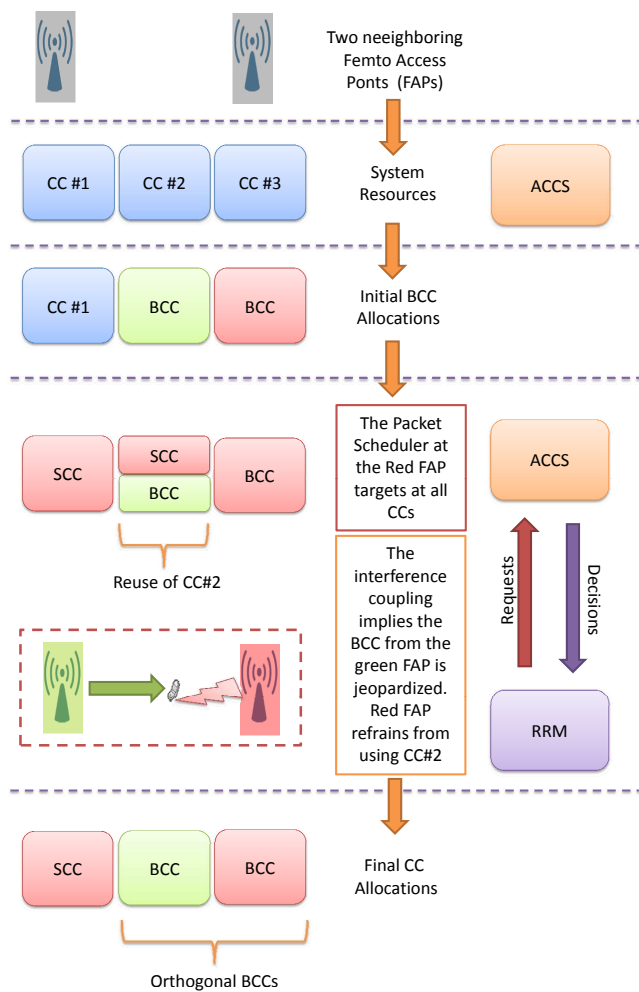 Two neeighboring
Femto Access
Ponts (FAPs)
CC #1
CC #2
CC #3
System
Resources
ACCS
CC #1
BCC
BCC
Initial BCC
Allocations
SCC
SCC
BCC
BCC
Reuse of CC#2
The Packet
Scheduler at
the Red FAP
targets at all
CCs
ACCS
The
interference
coupling
implies the
BCC from the
green FAP is
jeopardized.
Red FAP
refrains from
using CC#2
Requests
Decisions
RRM
SCC
BCC
BCC
Final CC
Allocations
Orthogonal BCCs